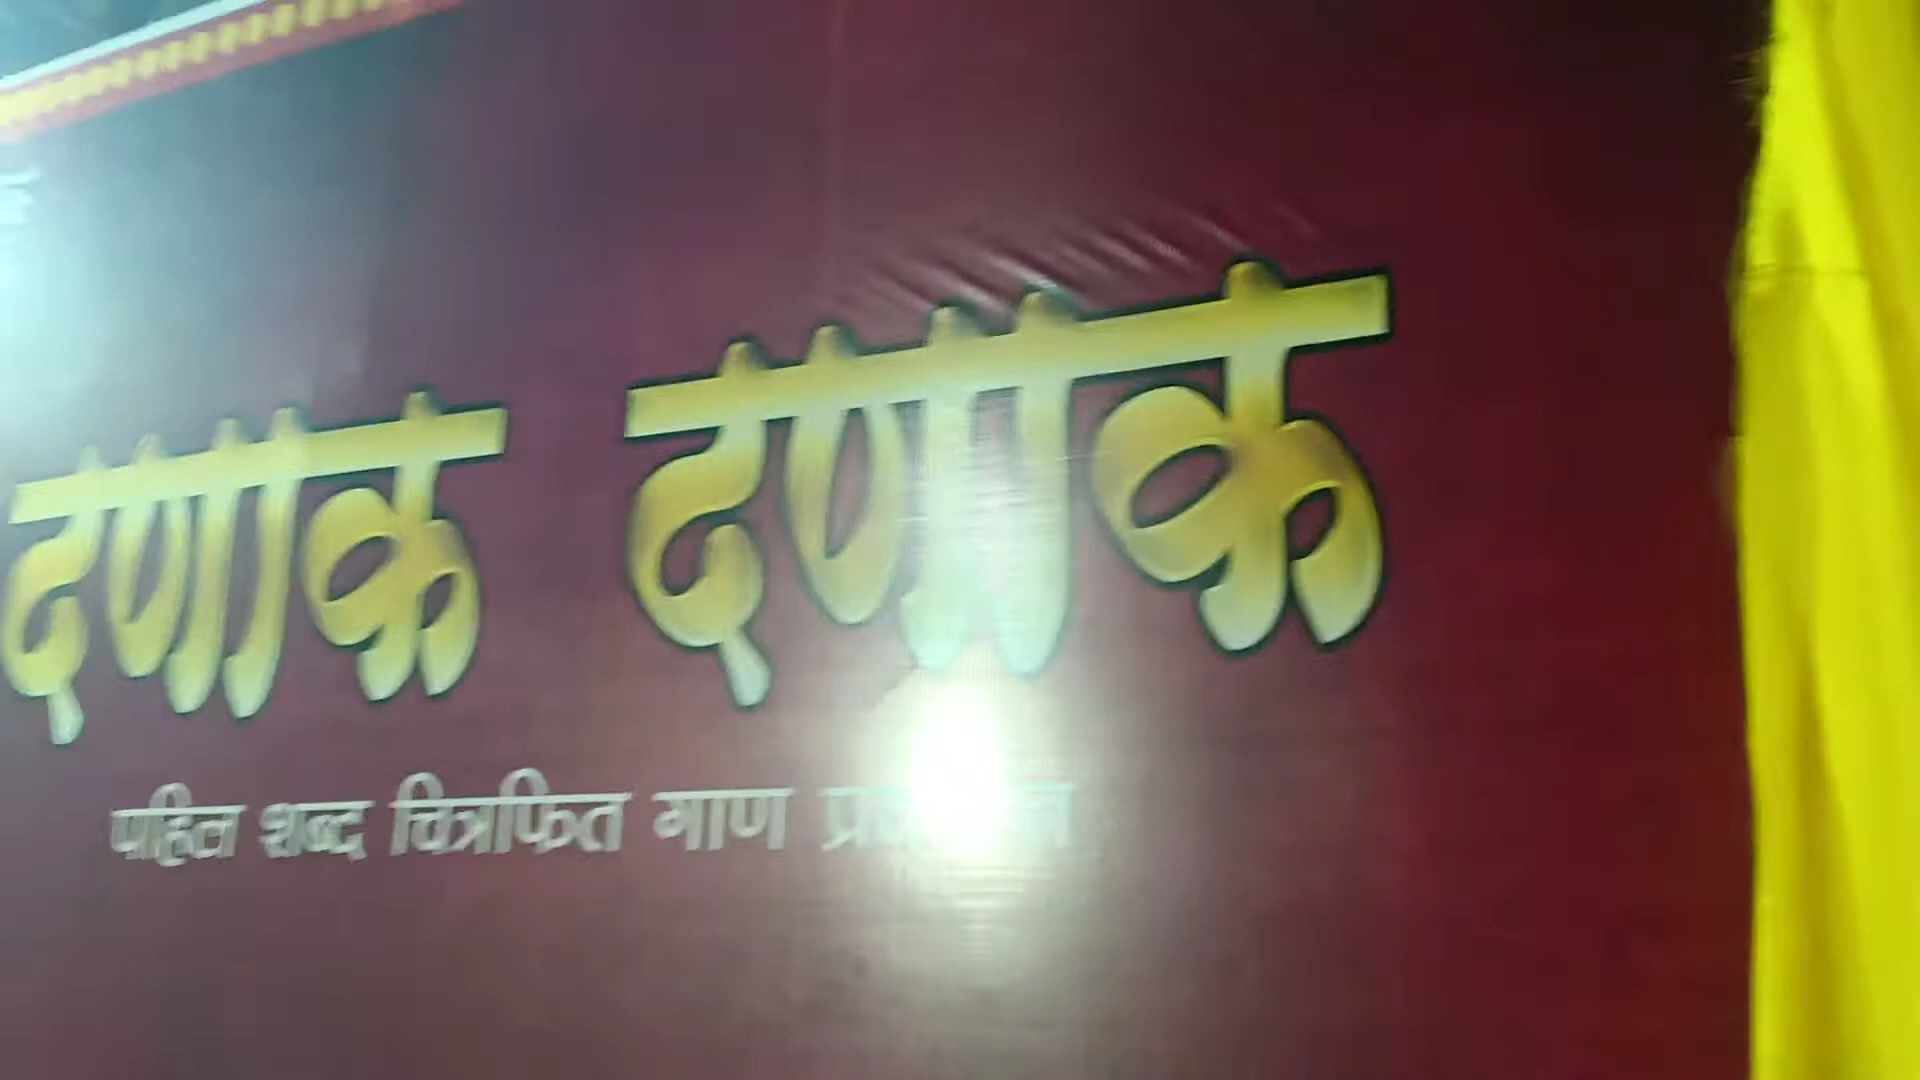 दणाक दणाक
पहिल शब्द चित्रफित गाण